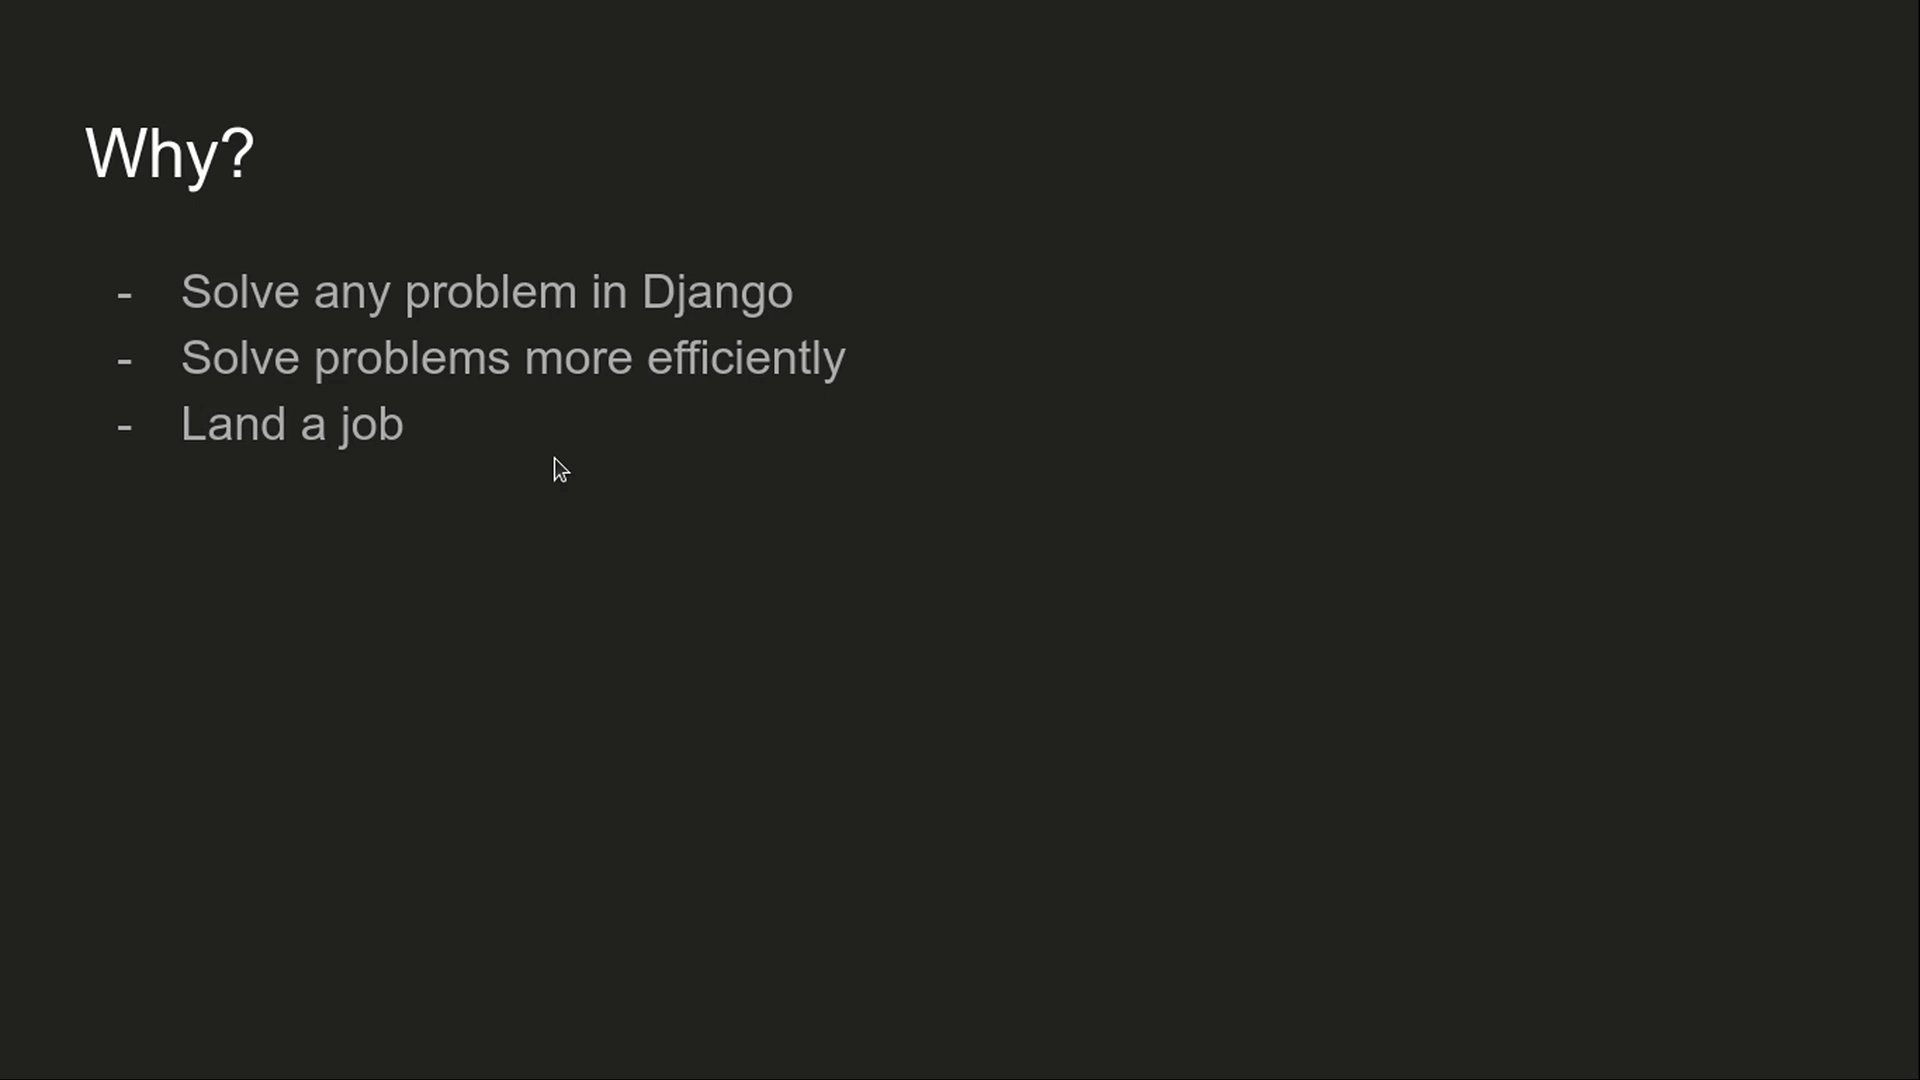 Why?
- Solve any problem in Django
- Solve problems more efficiently
- Land a job